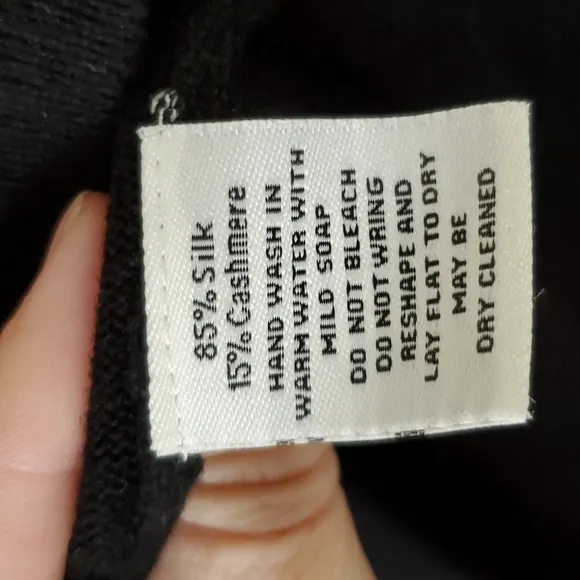 85% Silk
15% Cashmere
HAND WASH IN
WARM WATER WITH
MILD SOAP
DO NOT BLEACH
DO NOT WRING
RESHAPE AND
LAY FLAT TO DRY
MAY BE
DRY CLEANED